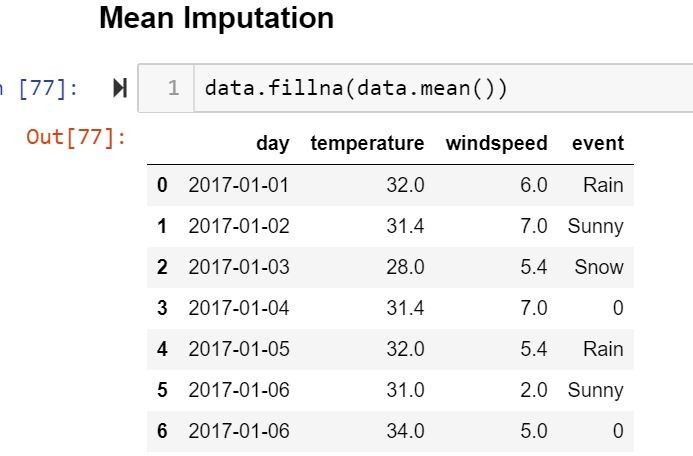 Mean Imputation
n [77]: 1 data.fillna(data.mean())
Out[77]:
day temperature windspeed event
0 2017-01-01 32.0 6.0 Rain
1 2017-01-02 31.4 7.0 Sunny
2 2017-01-03 28.0 5.4 Snow
3 2017-01-04 31.4 7.0 0
4 2017-01-05 32.0 5.4 Rain
5 2017-01-06 31.0 2.0 Sunny
6 2017-01-06 34.0 5.0 0